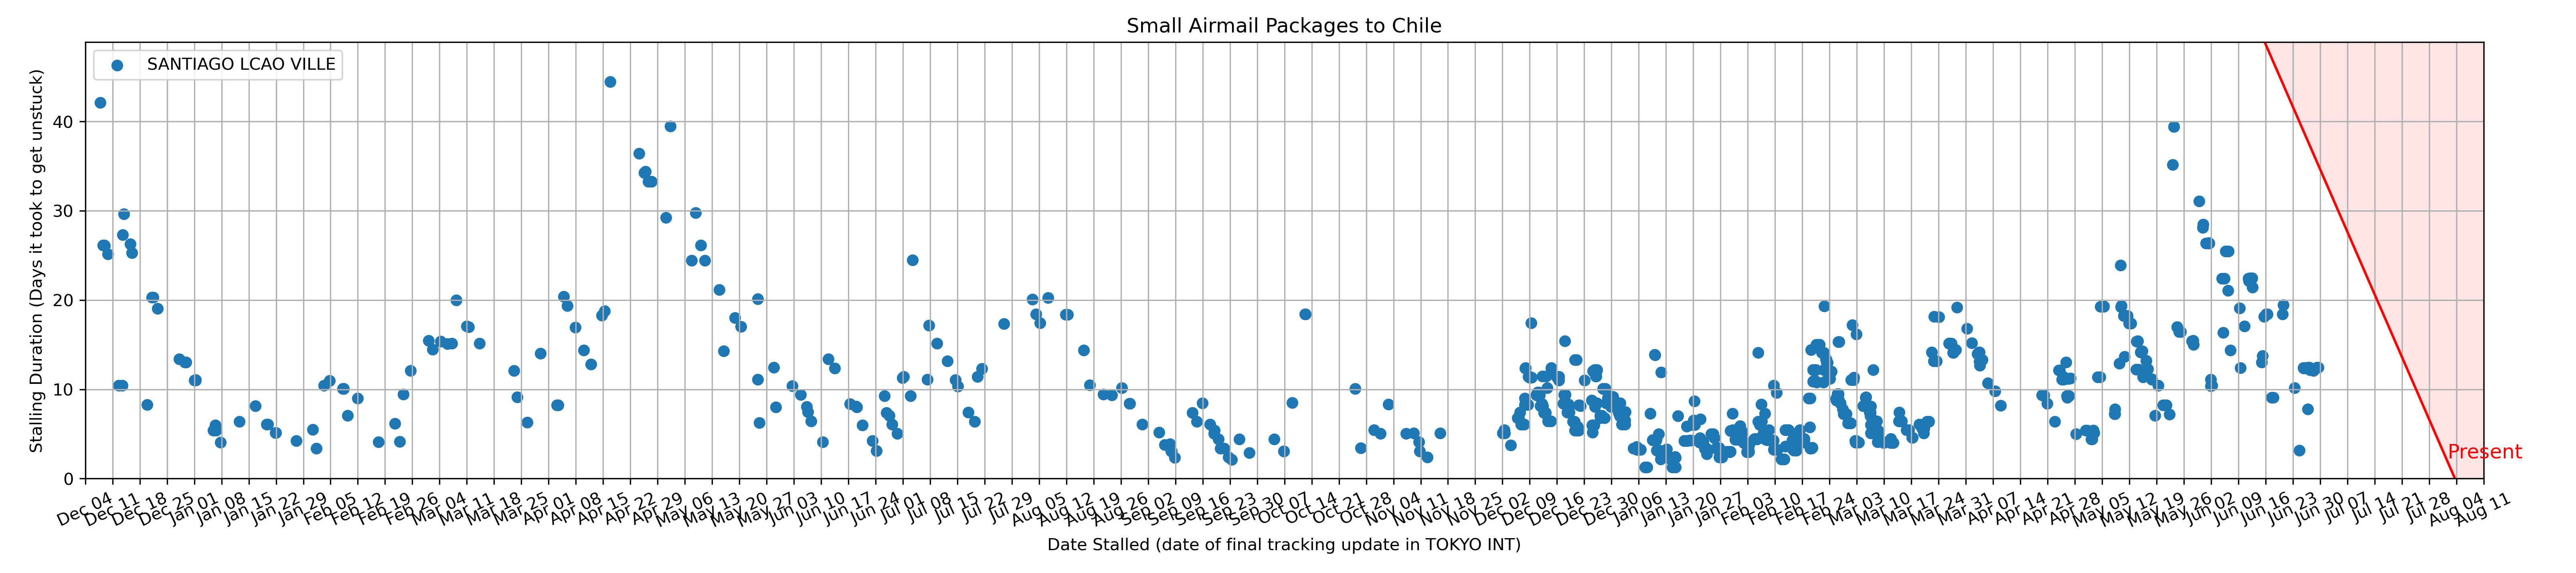 Small Airmail Packages to Chile
SANTIAGO LCAO VILLE
Stalling Duration (Days it took to get unstuck)
40
30
20
10
0
Present
Dec 04 Dec 11 Dec 18 Dec 25 Jan 01 Jan 08 Jan 15 Jan 22 Jan 29 Feb 05 Feb 12 Feb 19 Feb 26 Mar 04 Mar 11 Mar 18 Mar 25 Apr 01 Apr 08 Apr 15 Apr 22 Apr 29 May 06 May 13 May 20 May 27 Jun 03 Jun 10 Jun 17 Jun 24 Jul 01 Jul 08 Jul 15 Jul 22 Jul 29 Aug 05 Aug 12 Aug 19 Aug 26 Sep 02 Sep 09 Sep 16 Sep 23 Sep 30 Oct 07 Oct 14 Oct 21 Oct 28 Nov 04 Nov 11 Nov 18 Nov 25 Dec 02 Dec 09 Dec 16 Dec 23 Dec 30 Jan 06 Jan 13 Jan 20 Jan 27 Feb 03 Feb 10 Feb 17 Feb 24 Mar 03 Mar 10 Mar 17 Mar 24 Mar 31 Apr 07 Apr 14 Apr 21 Apr 28 May 05 May 12 May 19 May 26 Jun 02 Jun 09 Jun 16 Jun 23 Jun 30 Jul 07 Jul 14 Jul 21 Jul 28 Aug 04 Aug 11
Date Stalled (date of final tracking update in TOKYO INT)